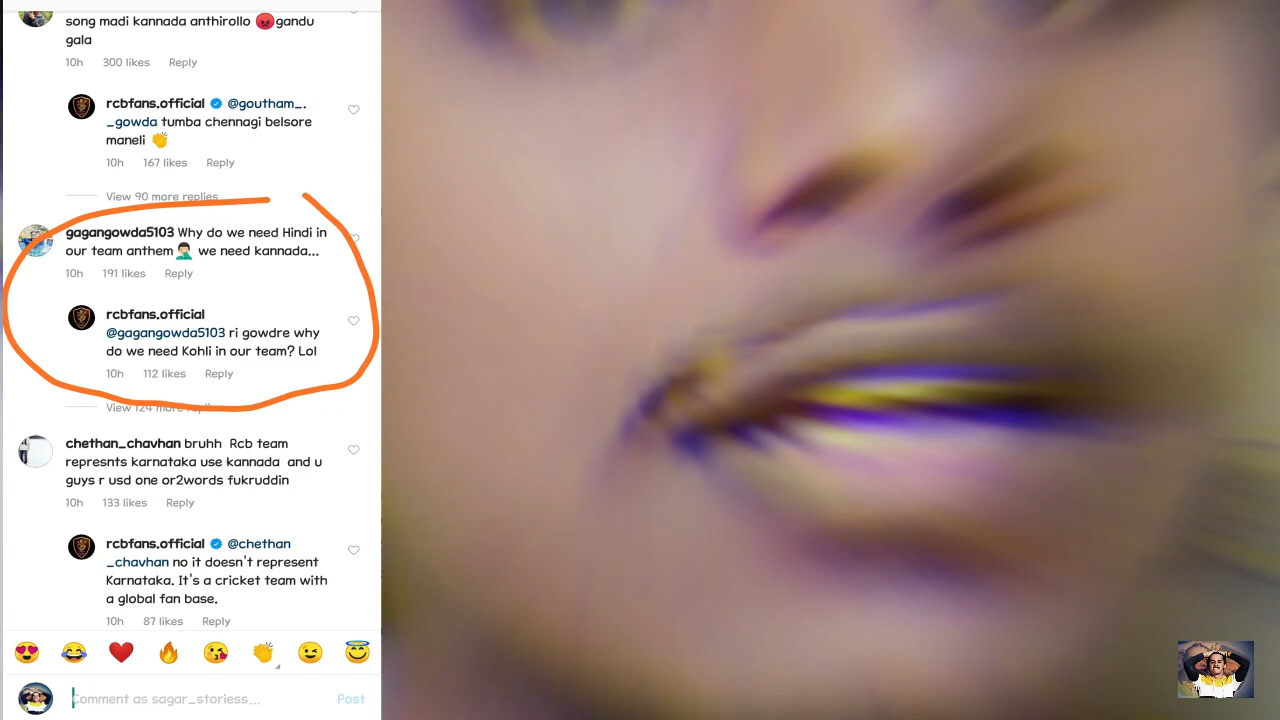 song madi kannada anthirollo 😡gandu
gala
10h 300 likes Reply
rcbfans.official @goutham_.
_gowda tumba chennagi belsore
maneli 👏
10h 167 likes Reply
View 90 more replies
gagangowda5103 Why do we need Hindi in
our team anthem🤦🏻‍♂️ we need kannada...
10h 191 likes Reply
rcbfans.official
@gagangowda5103 ri gowdre why
do we need Kohli in our team? Lol
10h 112 likes Reply
View 124 more replies
chethan_chavhan bruhh Rcb team
represnts karnataka use kannada and u
guys r usd one or2words fukruddin
10h 133 likes Reply
rcbfans.official @chethan
_chavhan no it doesn't represent
Karnataka. It's a cricket team with
a global fan base.
10h 87 likes Reply
Comment as sagar_storiess... Post